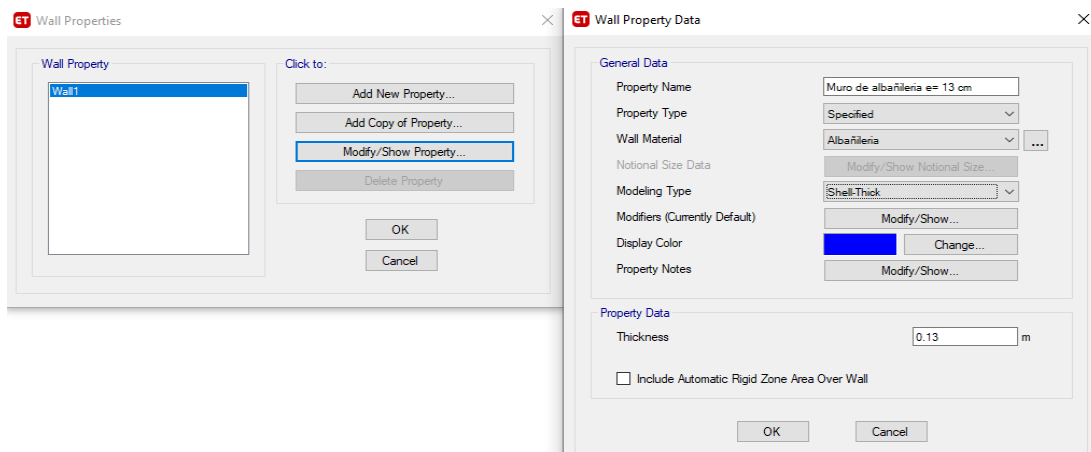 ET Wall Properties
Wall Property
Wall1
Click to:
Add New Property...
Add Copy of Property...
Modify/Show Property...
Delete Property
OK
Cancel
ET Wall Property Data
General Data
Property Name Muro de albañileria e= 13 cm
Property Type Specified
Wall Material Albañileria ...
Notional Size Data Modify/Show Notional Size...
Modeling Type Shell-Thick
Modifiers (Currently Default) Modify/Show...
Display Color Change...
Property Notes Modify/Show...
Property Data
Thickness 0.13 m
Include Automatic Rigid Zone Area Over Wall
OK Cancel